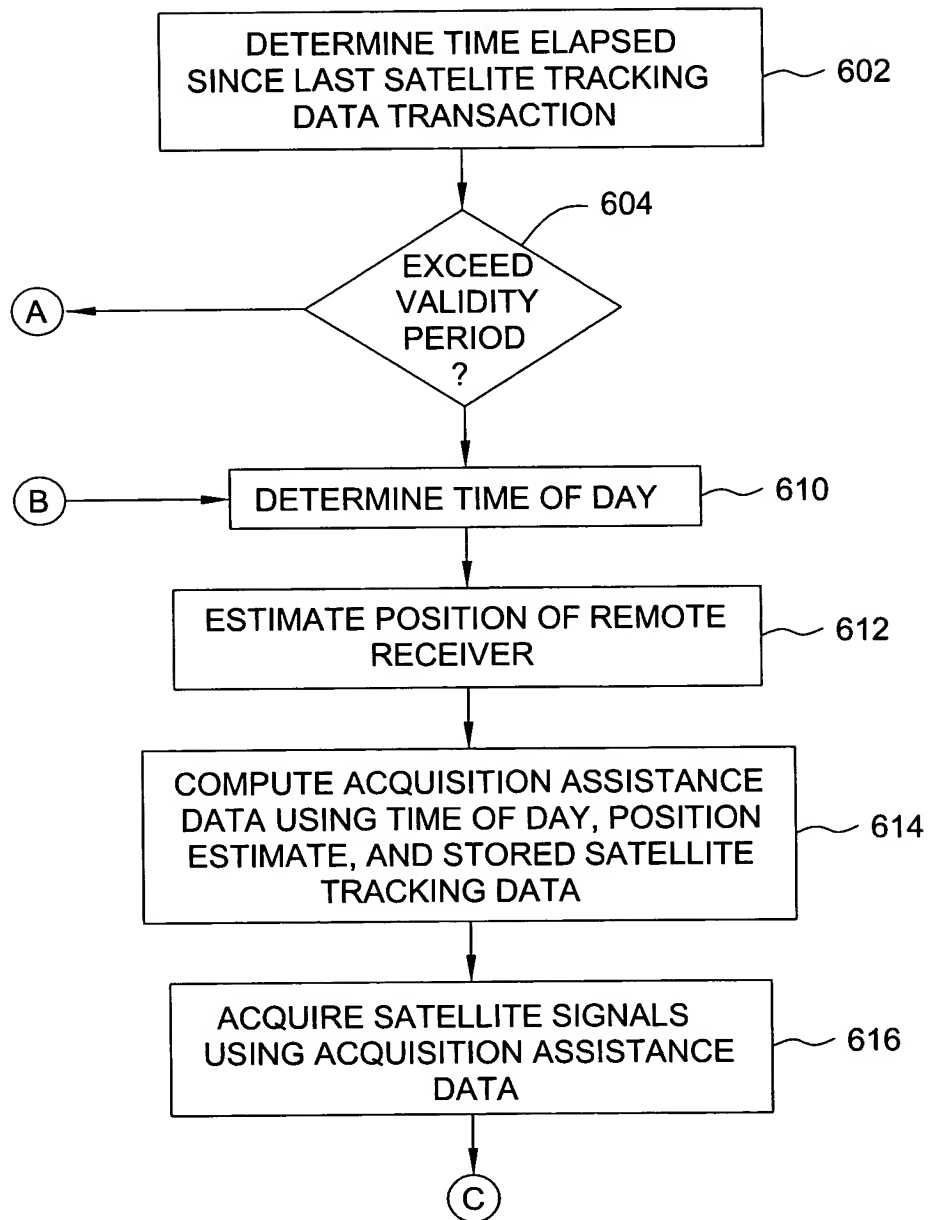 DETERMINE TIME ELAPSED
SINCE LAST SATELITE TRACKING
DATA TRANSACTION
602
604
EXCEED
VALIDITY
PERIOD
?
A
B
DETERMINE TIME OF DAY
610
ESTIMATE POSITION OF REMOTE
RECEIVER
612
COMPUTE ACQUISITION ASSISTANCE
DATA USING TIME OF DAY, POSITION
ESTIMATE, AND STORED SATELLITE
TRACKING DATA
614
ACQUIRE SATELLITE SIGNALS
USING ACQUISITION ASSISTANCE
DATA
616
C